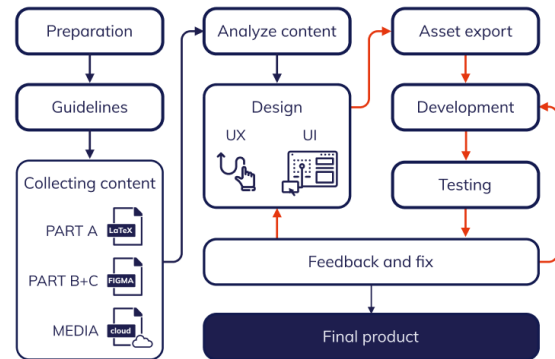 Preparation
Guidelines
Collecting content
PART A
LaTeX
PART B+C
FIGMA
MEDIA
cloud
Analyze content
Design
UX
UI
Asset export
Development
Testing
Feedback and fix
Final product